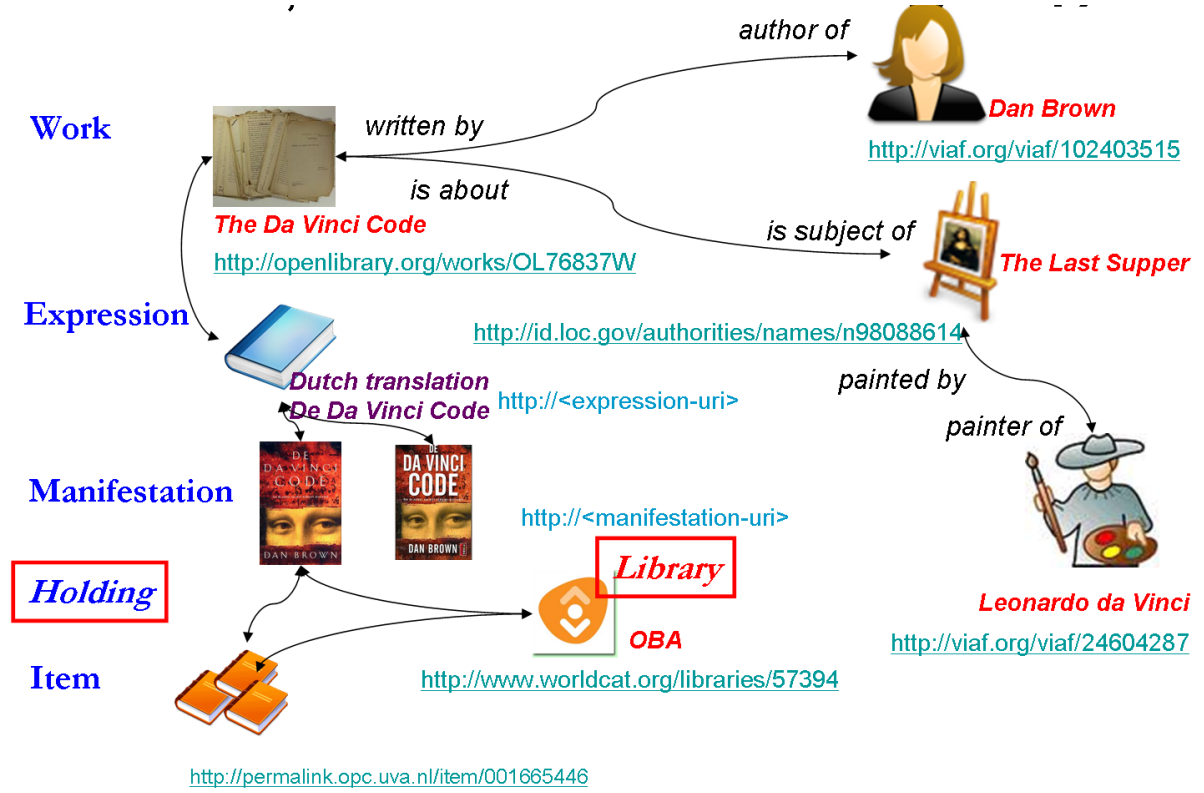 author of
Dan Brown
http://viaf.org/viaf/102403515
Work
written by
is about
The Da Vinci Code
http://openlibrary.org/works/OL76837W
is subject of
The Last Supper
Expression
http://id.loc.gov/authorities/names/n98088614
Dutch translation
De Da Vinci Code
http://<expression-uri>
painted by
painter of
Manifestation
DE
DA VINCI
CODE
DAN BROWN
DE
DA VINCI
CODE
DAN BROWN
http://<manifestation-uri>
Holding
Library
OBA
Leonardo da Vinci
http://viaf.org/viaf/24604287
Item
http://www.worldcat.org/libraries/57394
http://permalink.opc.uva.nl/item/001665446